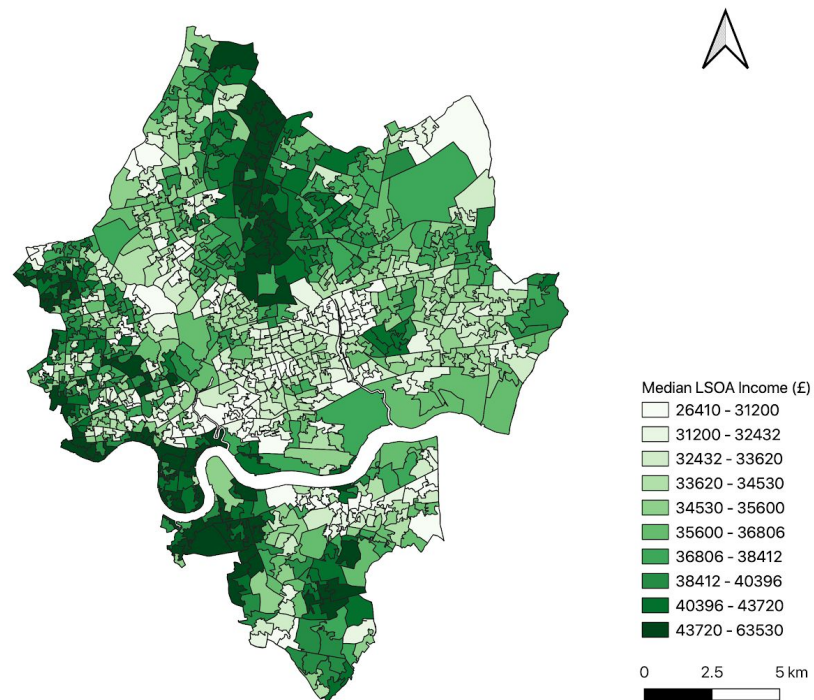 Median LSOA Income (£)
26410 - 31200
31200 - 32432
32432 - 33620
33620 - 34530
34530 - 35600
35600 - 36806
36806 - 38412
38412 - 40396
40396 - 43720
43720 - 63530
0 2.5 5 km